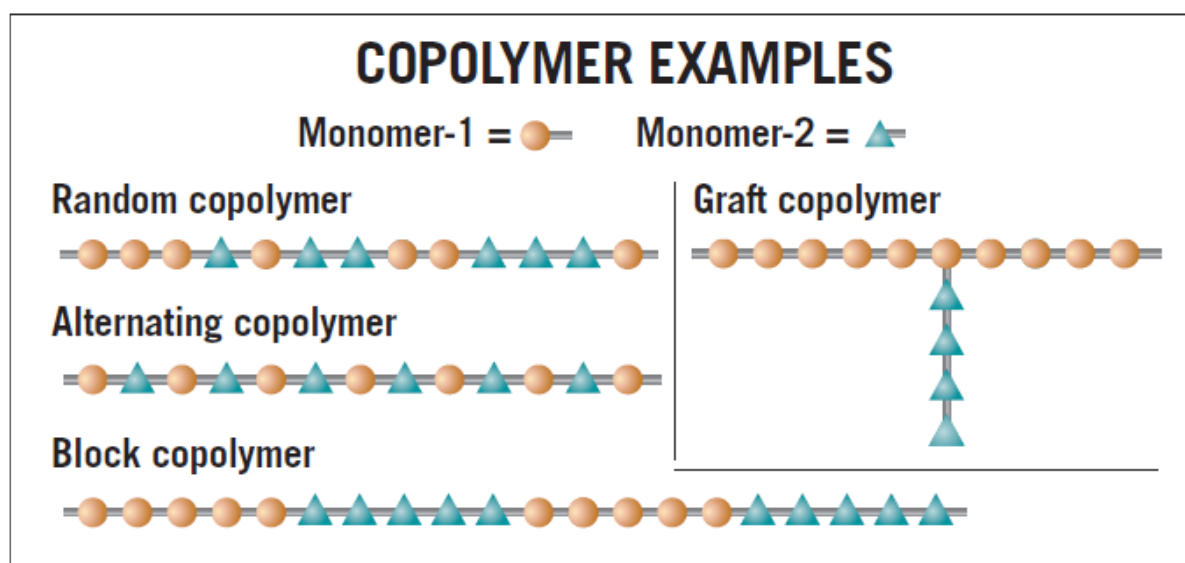 COPOLYMER EXAMPLES
Monomer-1 =
Monomer-2 =
Random copolymer
Graft copolymer
Alternating copolymer
Block copolymer